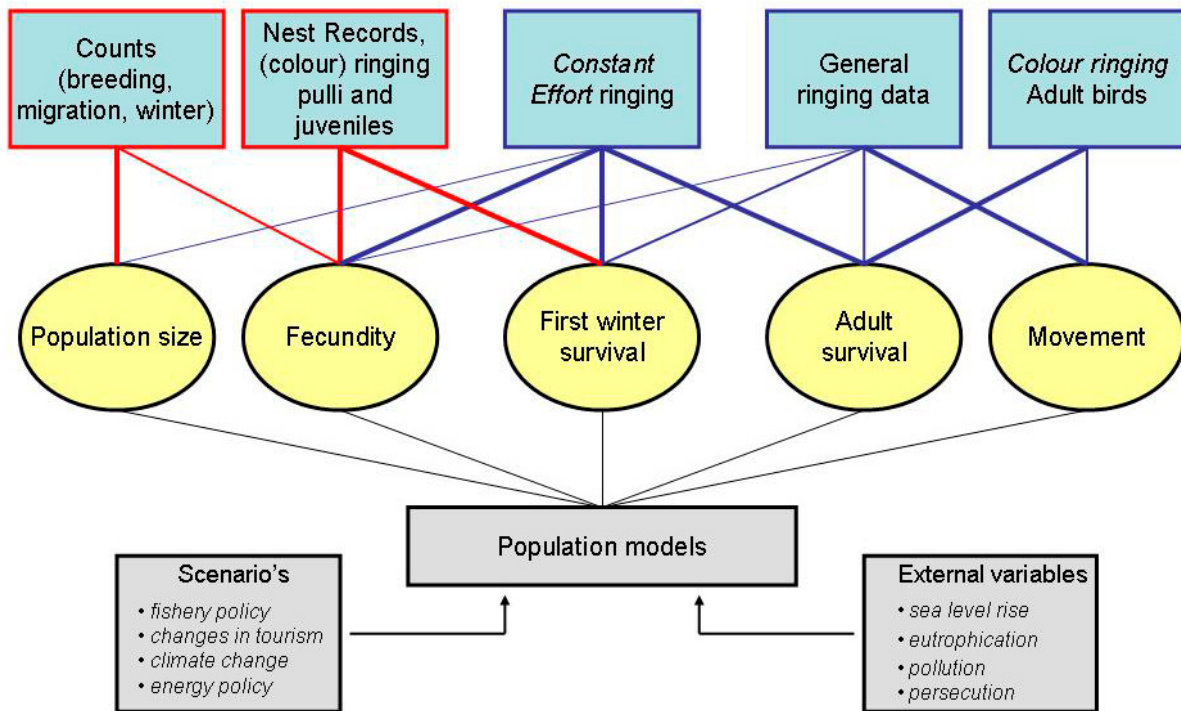 Counts
(breeding,
migration, winter)
Nest Records,
(colour) ringing
pulli and
juveniles
Constant
Effort ringing
General
ringing data
Colour ringing
Adult birds
Population size
Fecundity
First winter
survival
Adult
survival
Movement
Population models
Scenario's
• fishery policy
• changes in tourism
• climate change
• energy policy
External variables
• sea level rise
• eutrophication
• pollution
• persecution